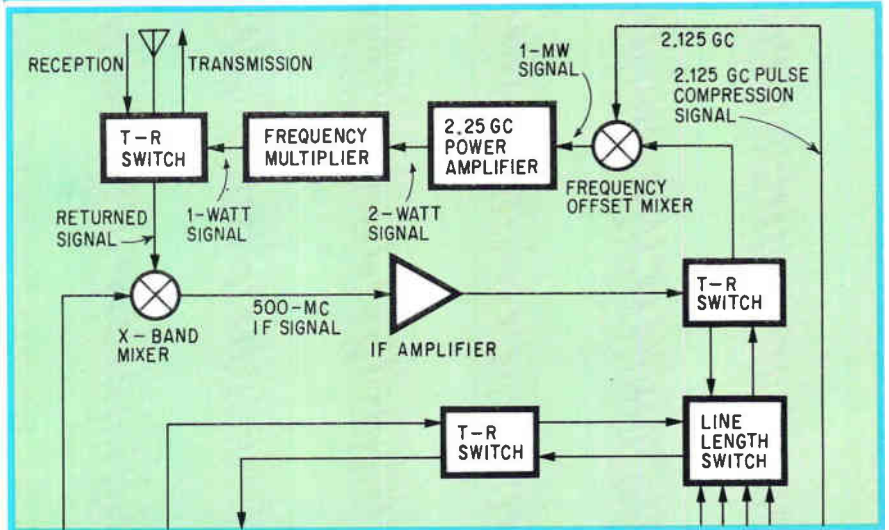 RECEPTION
TRANSMISSION
T-R
SWITCH
FREQUENCY
MULTIPLIER
2.25 GC
POWER
AMPLIFIER
1-MW
SIGNAL
2.125 GC
2.125 GC PULSE
COMPRESSION
SIGNAL
FREQUENCY
OFFSET MIXER
RETURNED
SIGNAL
1-WATT
SIGNAL
2-WATT
SIGNAL
X-BAND
MIXER
500-MC
IF SIGNAL
IF AMPLIFIER
T-R
SWITCH
T-R
SWITCH
LINE
LENGTH
SWITCH